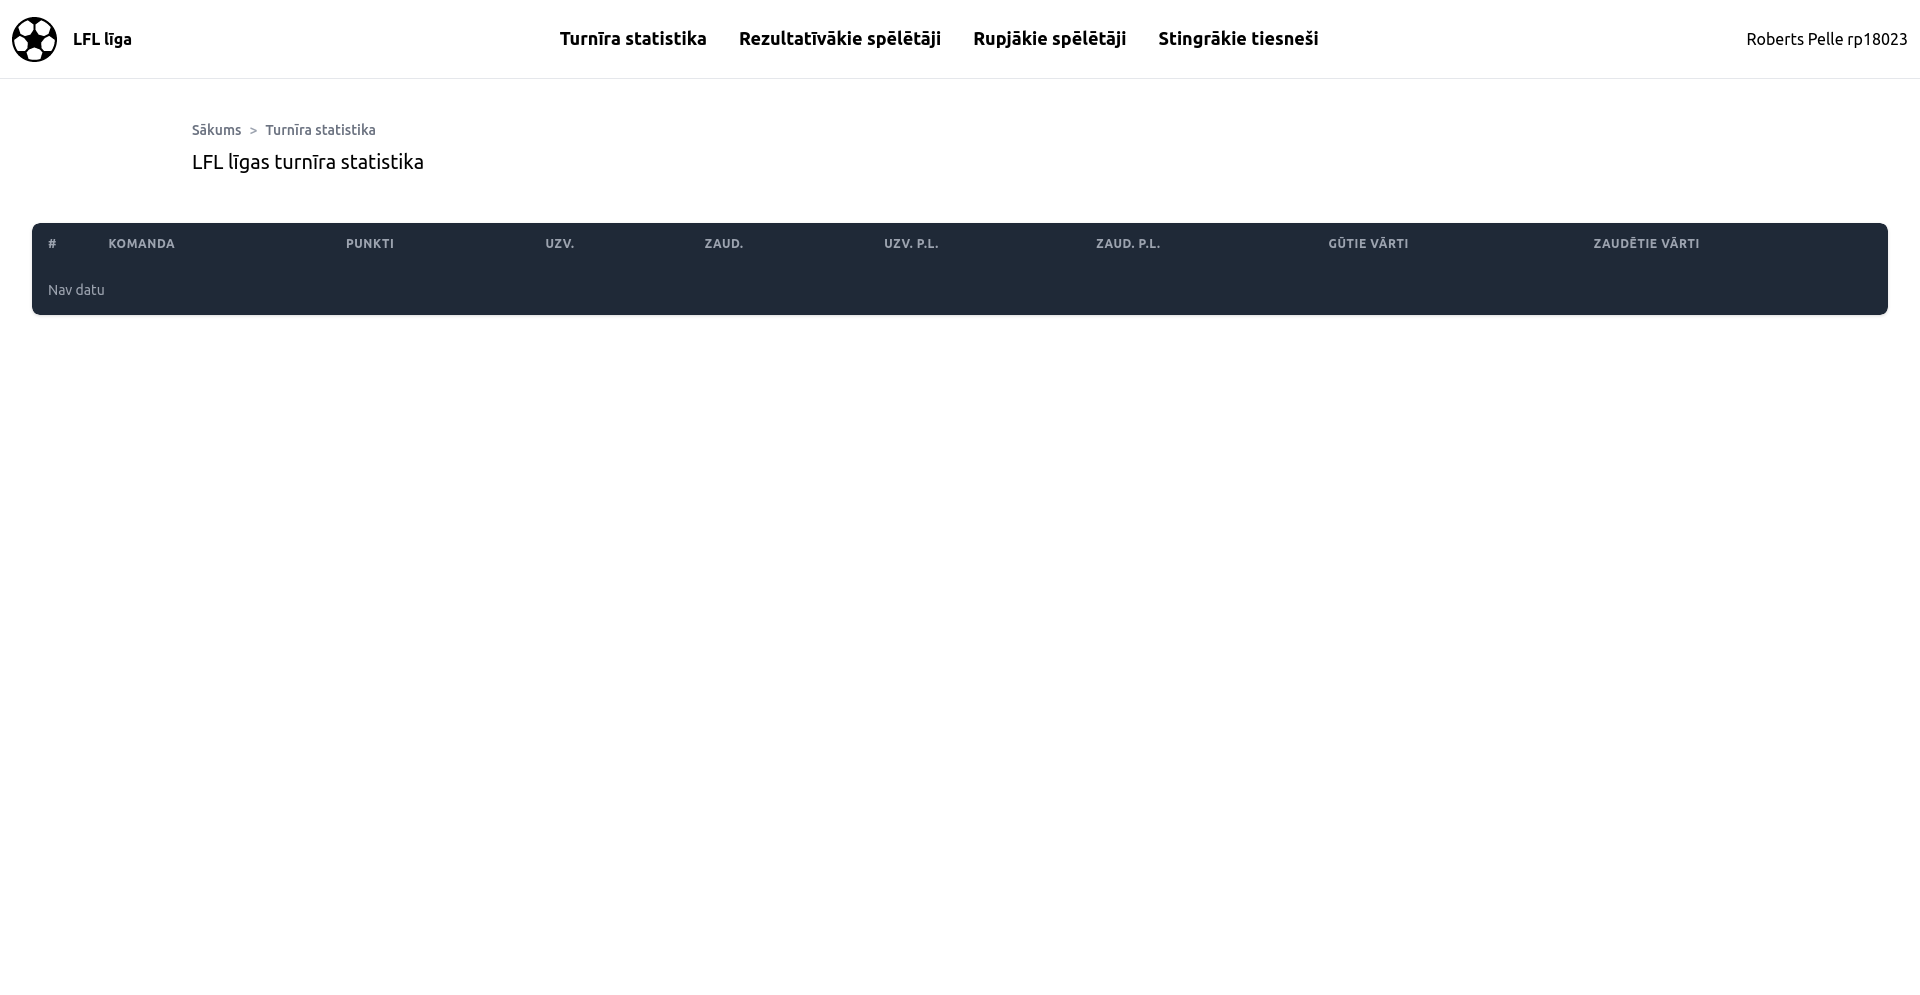 LFL līga
Turnīra statistika Rezultatīvākie spēlētāji Rupjākie spēlētāji Stingrākie tiesneši
Roberts Pelle rp18023
Sākums > Turnīra statistika
LFL līgas turnīra statistika
# KOMANDA PUNKTI UZV. ZAUD. UZV. P.L. ZAUD. P.L. GŪTIE VĀRTI ZAUDĒTIE VĀRTI
Nav datu